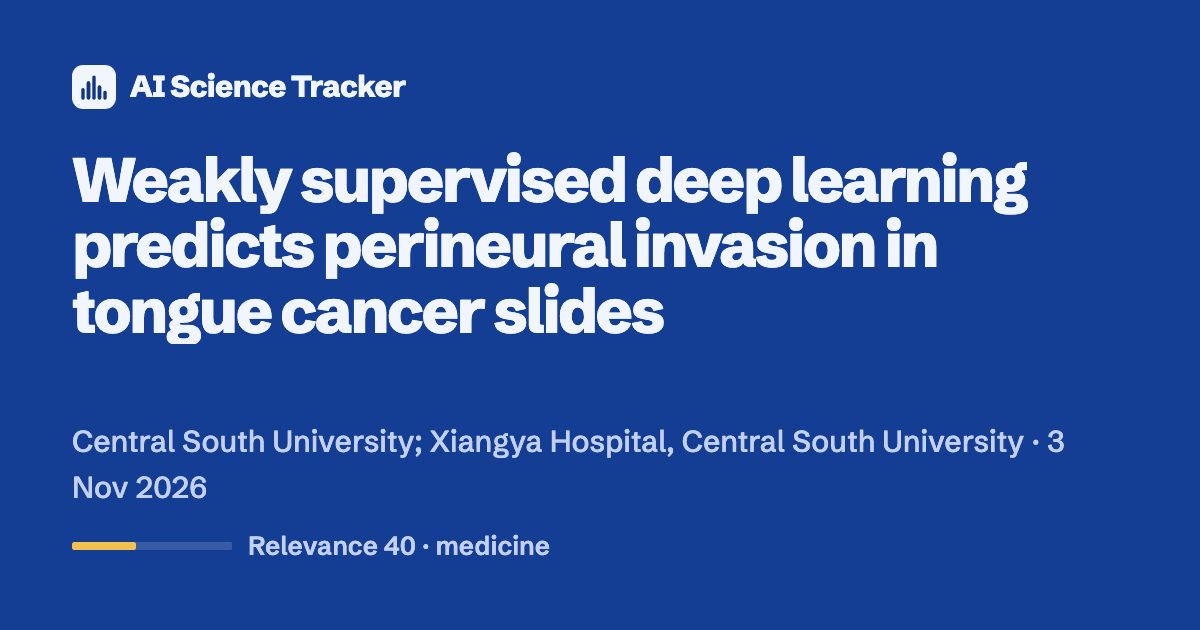 AI Science Tracker
Weakly supervised deep learning
predicts perineural invasion in
tongue cancer slides
Central South University; Xiangya Hospital, Central South University · 3
Nov 2026
Relevance 40 · medicine